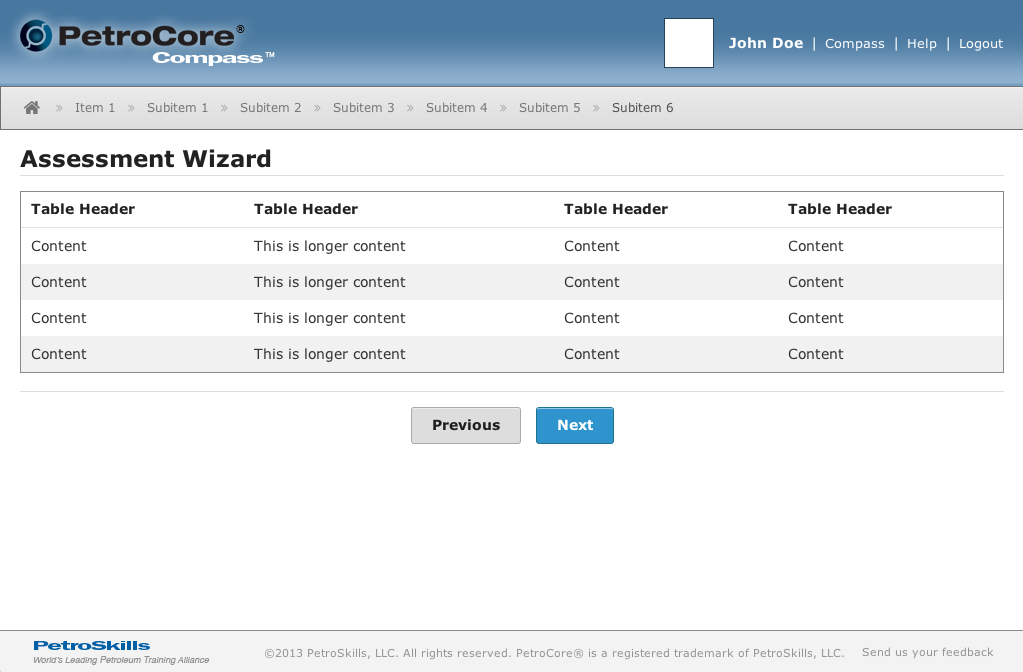 PetroCore®
Compass™
John Doe | Compass | Help | Logout
» Item 1 » Subitem 1 » Subitem 2 » Subitem 3 » Subitem 4 » Subitem 5 » Subitem 6
Assessment Wizard
Table Header Table Header Table Header Table Header
Content This is longer content Content Content
Content This is longer content Content Content
Content This is longer content Content Content
Content This is longer content Content Content
Previous Next
PetroSkills
World's Leading Petroleum Training Alliance
©2013 PetroSkills, LLC. All rights reserved. PetroCore® is a registered trademark of PetroSkills, LLC. Send us your feedback